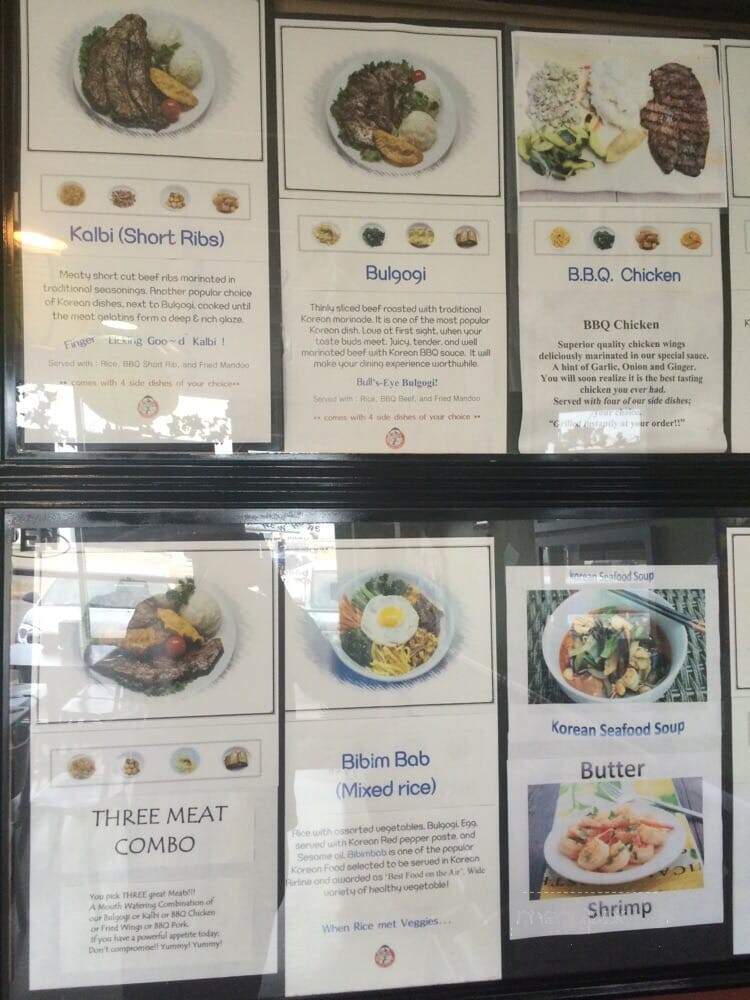 Kalbi (Short Ribs)
Meaty short cut beef ribs marinated in
traditional seasonings. Another popular choice
of Korean dishes, next to Bulgogi, cooked until
the meat gelatins form a deep & rich glaze.
Finger Licking Goo~d Kalbi !
Served with : Rice, BBQ Short Rib, and Fried Mandoo
** comes with 4 side dishes of your choice**
Bulgogi
Thinly sliced beef roasted with traditional
Korean marinade. It is one of the most popular
Korean dish. Love at first sight, when your
taste buds meet. Juicy, tender, and well
marinated beef with Korean BBQ sauce. It will
make your dining experience worthwhile.
Bull's-Eye Bulgogi!
Served with : Rice, BBQ Beef, and Fried Mandoo
** comes with 4 side dishes of your choice **
B.B.Q. Chicken
BBQ Chicken
Superior quality chicken wings
deliciously marinated in our special sauce.
A hint of Garlic, Onion and Ginger.
You will soon realize it is the best tasting
chicken you ever had.
Served with four of our side dishes;
your choice.
"Grilled instantly at your order!!"
PEN
THREE MEAT
COMBO
You pick THREE great Meats!!!
A Mouth Watering Combination of
our Bulgogi or Kalbi or BBQ Chicken
or Fried Wings or BBQ Pork.
If you have a powerful appetite today;
Don't compromise!! Yummy! Yummy!
Bibim Bab
(Mixed rice)
Rice with assorted vegetables, Bulgogi, Egg,
served with Korean Red pepper paste, and
Sesame oil. Bibimbab is one of the popular
Korean Food selected to be served in Korean
Airline and awarded as 'Best Food on the Air'. Wide
variety of healthy vegetable!
When Rice met Veggies...
Korean Seafood Soup
Korean Seafood Soup
Butter
Shrimp